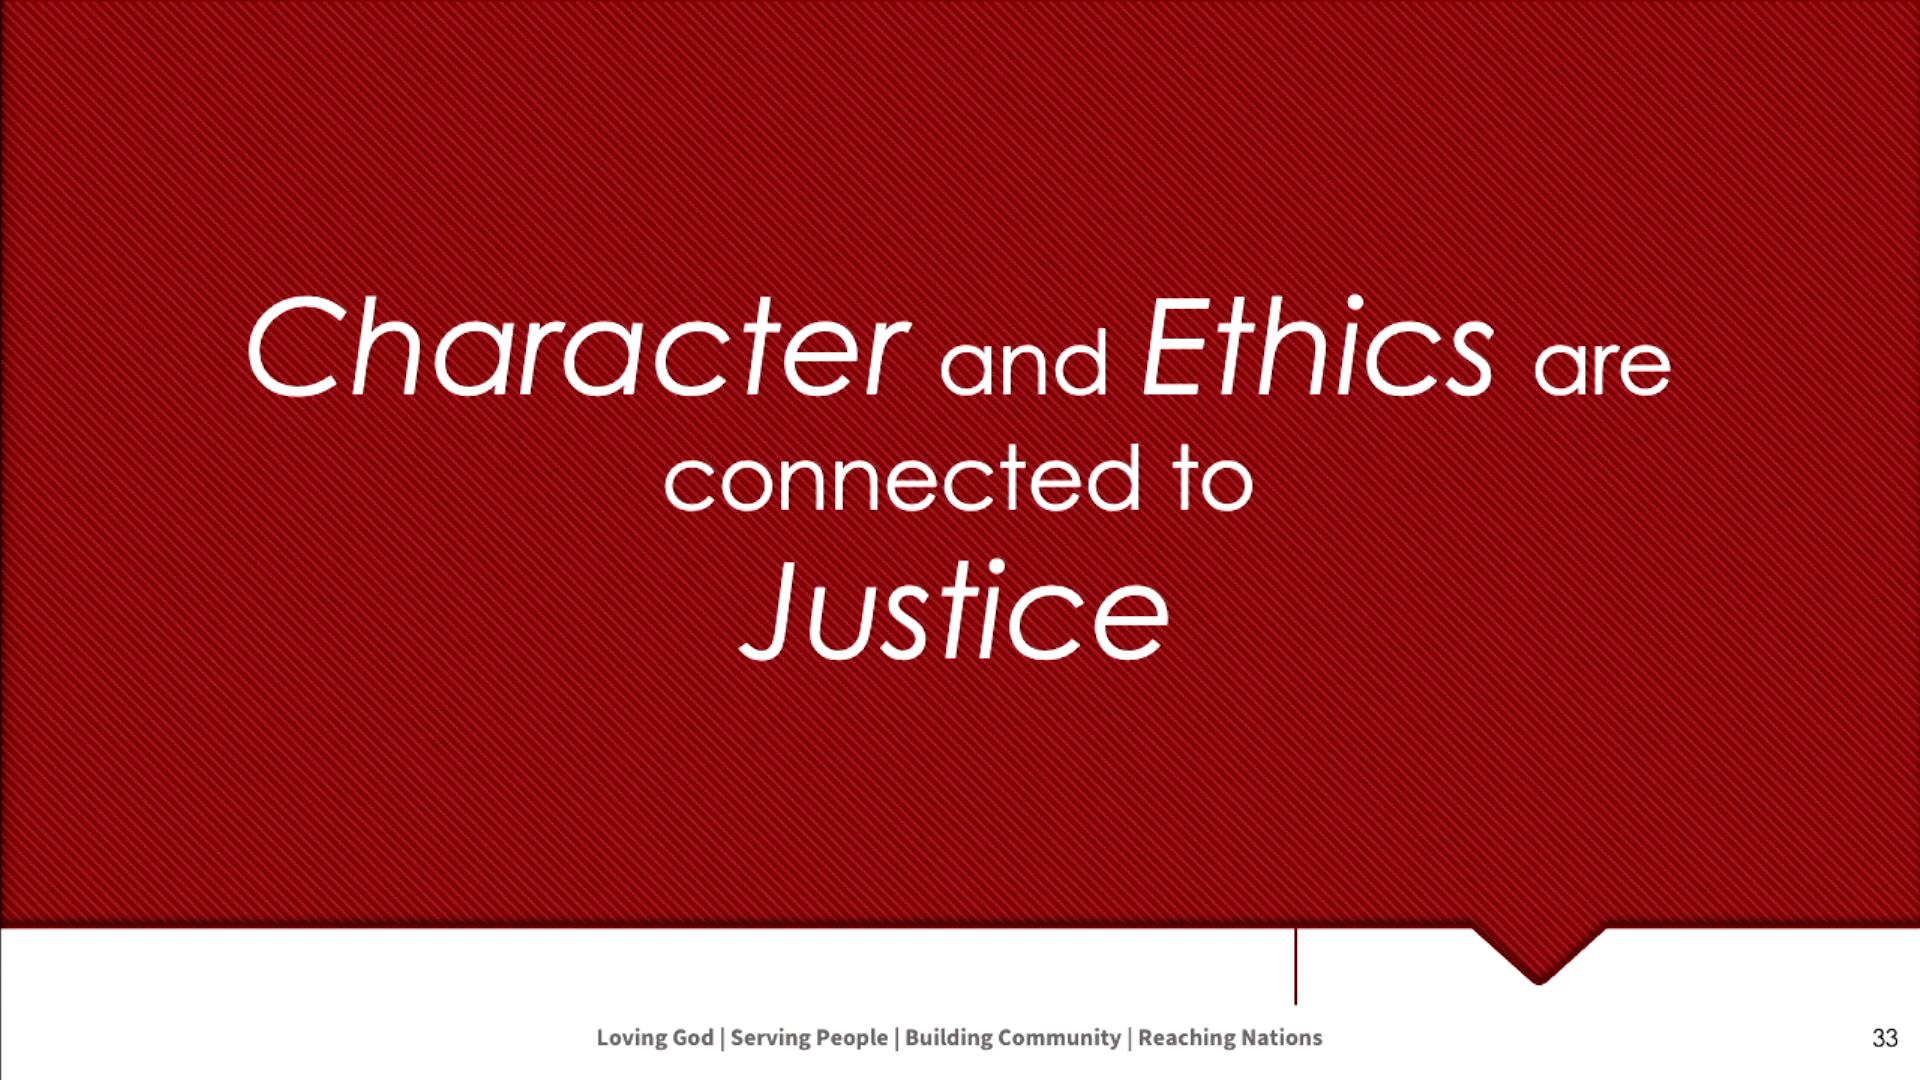 Character and Ethics are
connected to
Justice
Loving God | Serving People | Building Community | Reaching Nations
33